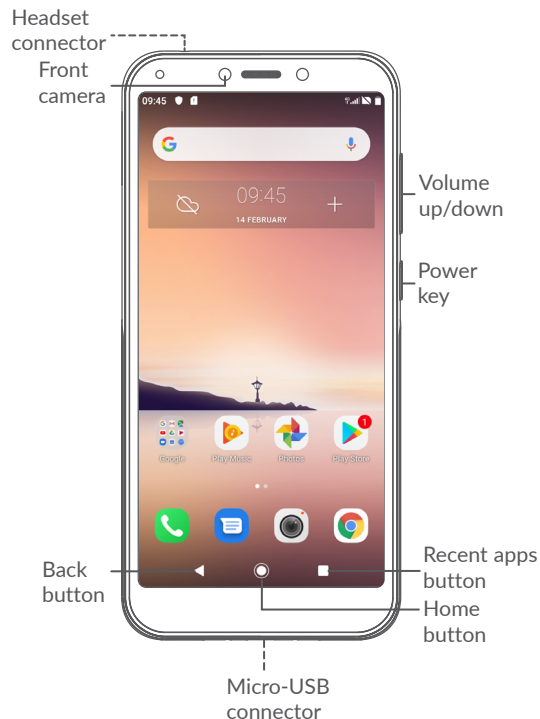 Headset
connector
Front
camera
09:45
09:45
14 FEBRUARY
Volume
up/down
Power
key
1
Google
Play Music
Photos
Play Store
Back
button
Recent apps
button
Home
button
Micro-USB
connector